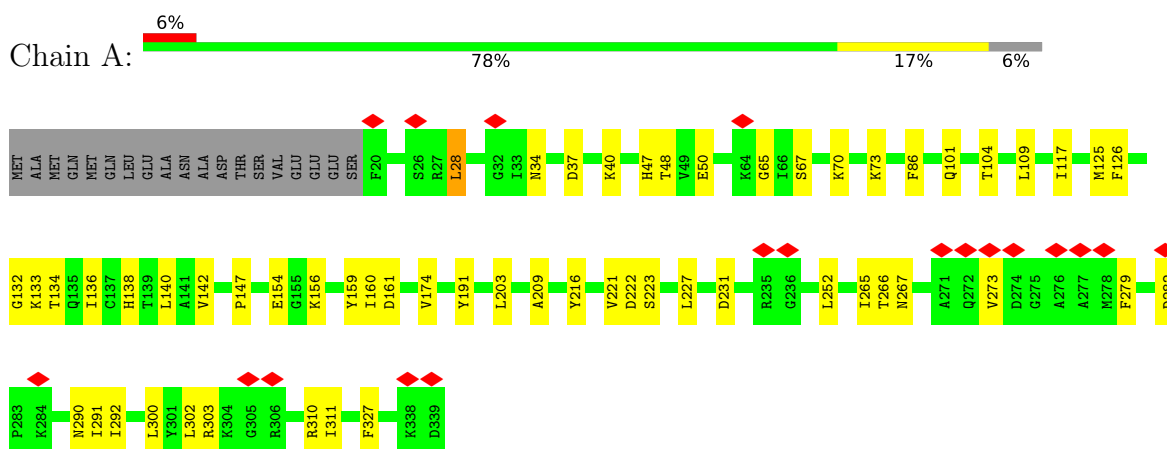 6%
Chain A:
78% 17% 6%
MET ALA MET GLN MET GLN LEU GLU ALA ASN ALA ASP THR SER VAL GLU GLU GLU SER F20 S26 R27 L28 G32 I33 N34 D37 K40 H47 T48 V49 E50 K64 G65 I66 S67 K70 K73 F86 Q101 T104 L109 I117 M125 F126
G132 K133 T134 Q135 I136 C137 H138 T139 L140 A141 V142 P147 E154 G155 K156 Y159 I160 D161 V174 Y191 L203 A209 Y216 V221 D222 S223 L227 D231 R235 G236 L252 I265 T266 N267 A271 Q272 V273 D274 G275 A276 A277 M278 F279
P283 K284 N290 I291 I292 L300 Y301 L302 R303 K304 G305 R306 R310 I311 F327 K338 D339